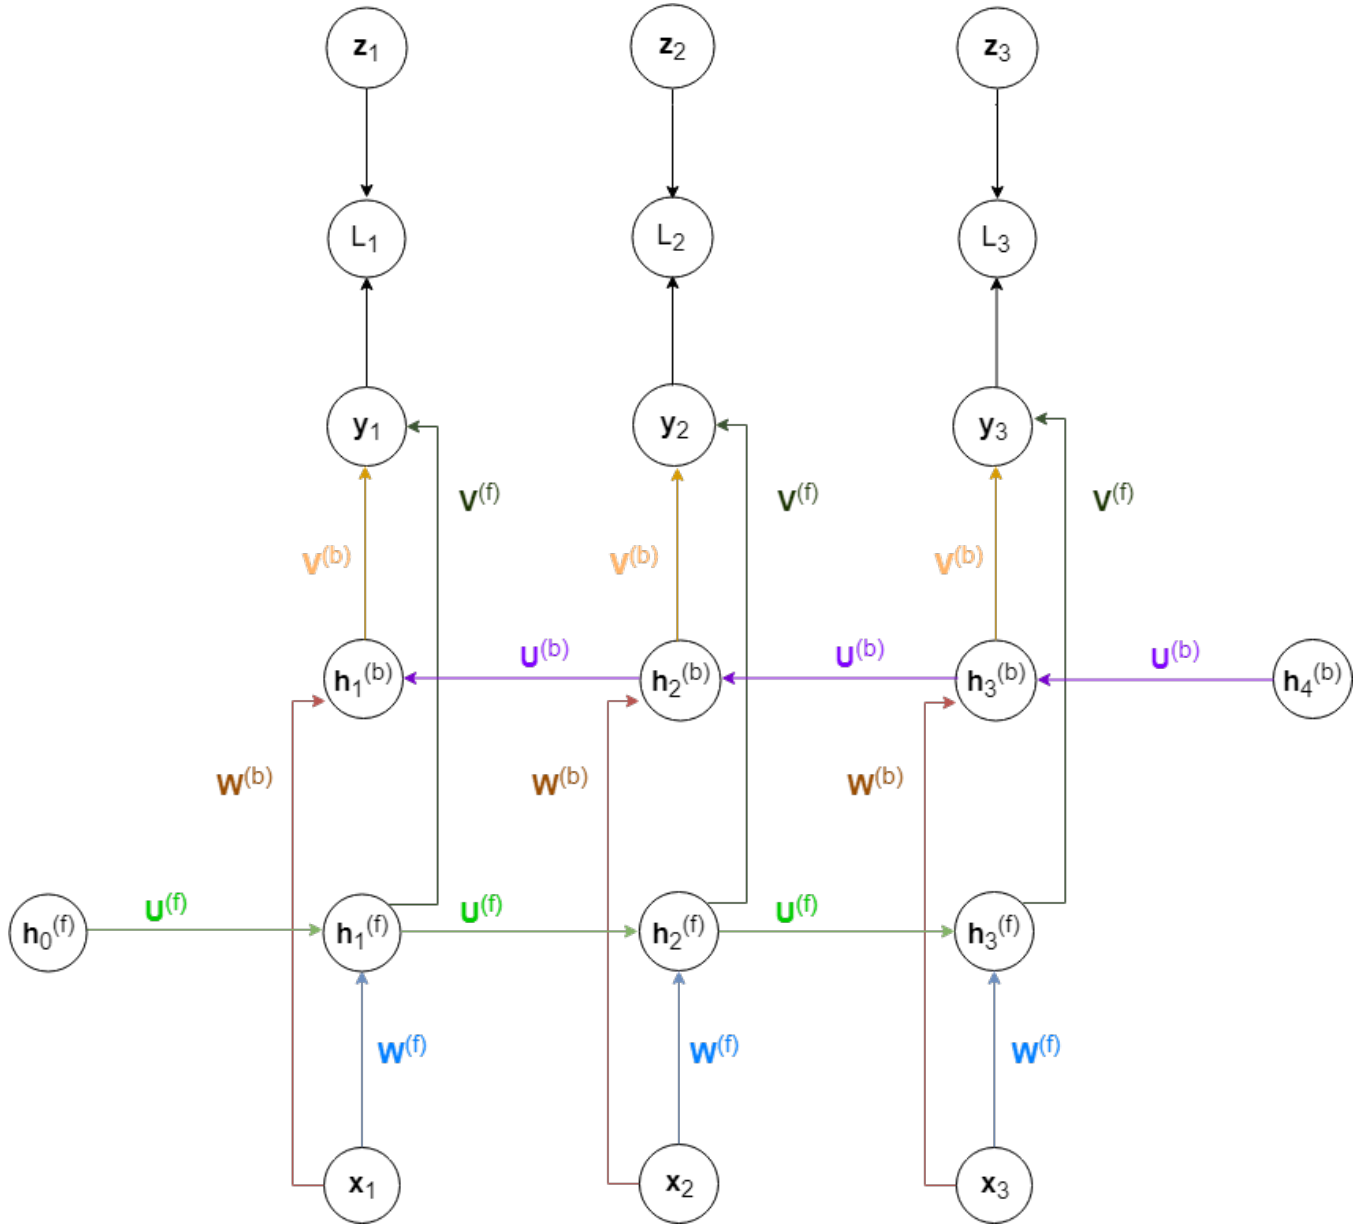 z₁ z₂ z₃
L₁ L₂ L₃
y₁ y₂ y₃
V⁽ᶠ⁾ V⁽ᶠ⁾ V⁽ᶠ⁾
V⁽ᵇ⁾ V⁽ᵇ⁾ V⁽ᵇ⁾
U⁽ᵇ⁾ U⁽ᵇ⁾ U⁽ᵇ⁾
h₁⁽ᵇ⁾ h₂⁽ᵇ⁾ h₃⁽ᵇ⁾ h₄⁽ᵇ⁾
W⁽ᵇ⁾ W⁽ᵇ⁾ W⁽ᵇ⁾
U⁽ᶠ⁾ U⁽ᶠ⁾ U⁽ᶠ⁾
h₀⁽ᶠ⁾ h₁⁽ᶠ⁾ h₂⁽ᶠ⁾ h₃⁽ᶠ⁾
W⁽ᶠ⁾ W⁽ᶠ⁾ W⁽ᶠ⁾
x₁ x₂ x₃